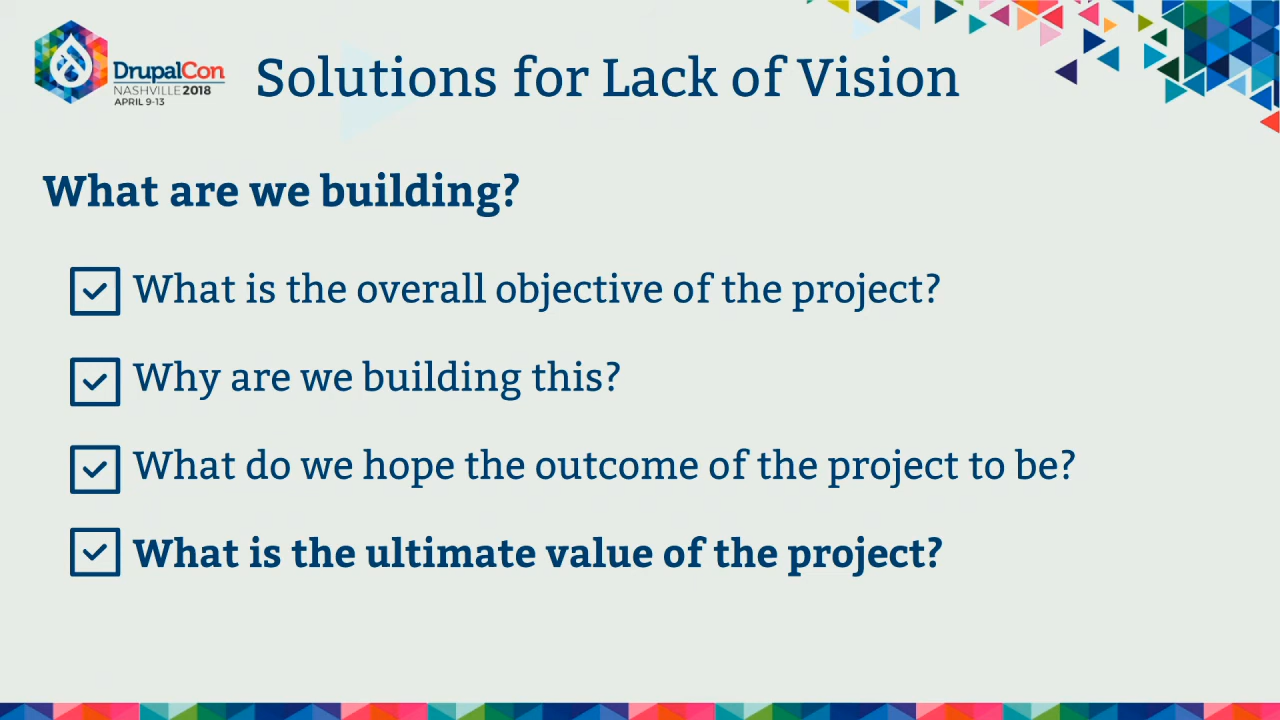 DrupalCon
NASHVILLE 2018
APRIL 9-13
Solutions for Lack of Vision
What are we building?
What is the overall objective of the project?
Why are we building this?
What do we hope the outcome of the project to be?
What is the ultimate value of the project?